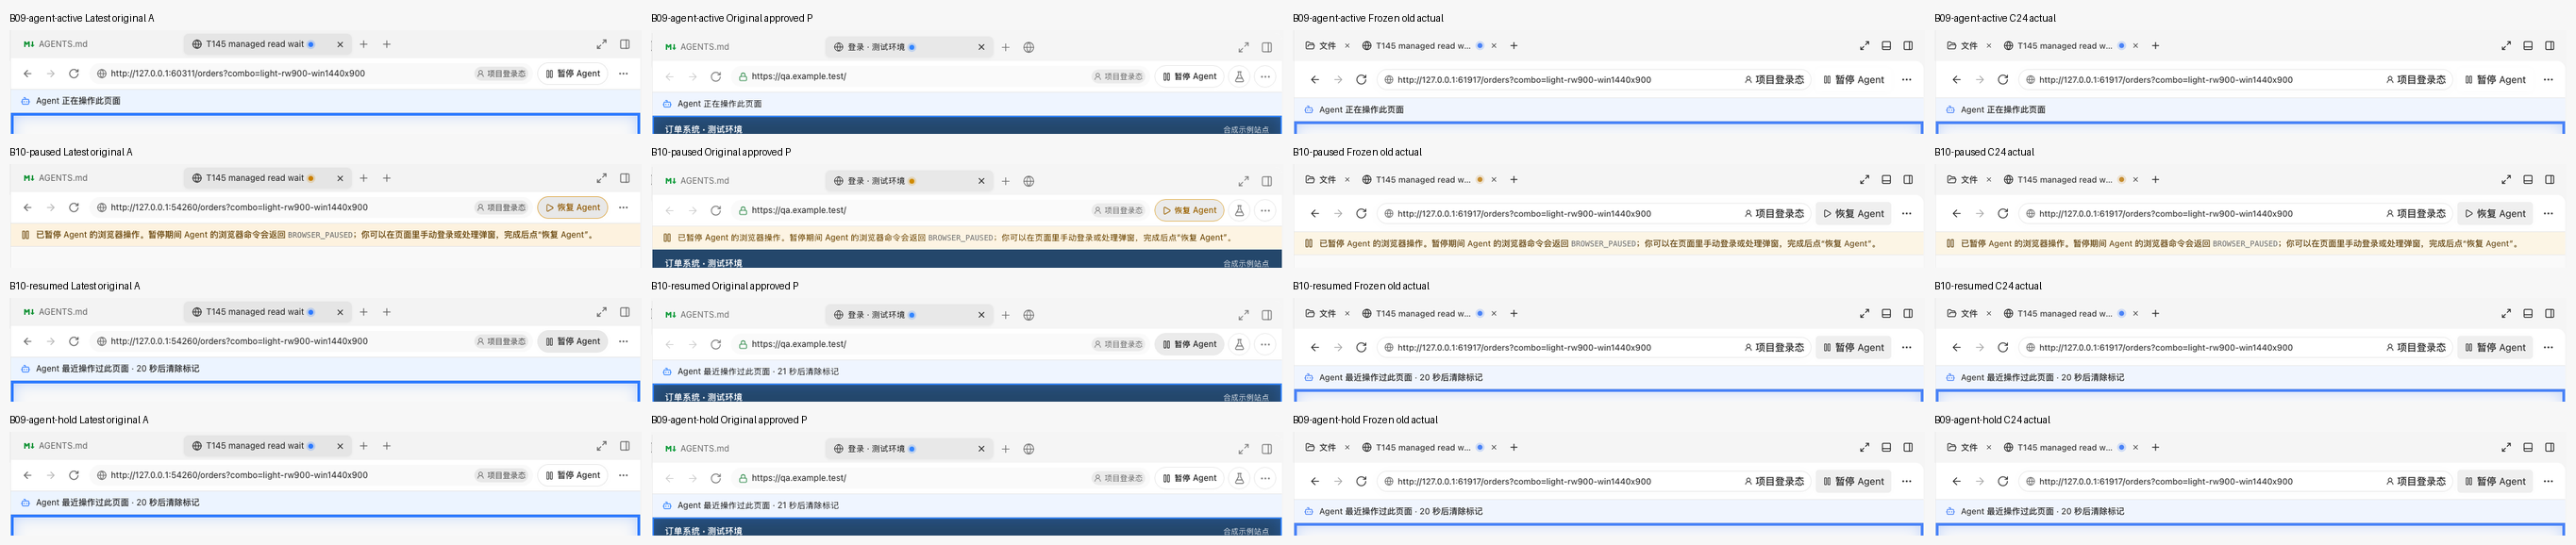 B09-agent-active Latest original A
AGENTS.md
T145 managed read wait
http://127.0.0.1:60311/orders?combo=light-rw900-win1440x900
项目登录态
暂停 Agent
Agent 正在操作此页面
B09-agent-active Original approved P
AGENTS.md
登录 · 测试环境
https://qa.example.test/
项目登录态
暂停 Agent
Agent 正在操作此页面
订单系统 · 测试环境
合成示例站点
B09-agent-active Frozen old actual
文件
T145 managed read w...
http://127.0.0.1:61917/orders?combo=light-rw900-win1440x900
项目登录态
暂停 Agent
Agent 正在操作此页面
B09-agent-active C24 actual
文件
T145 managed read w...
http://127.0.0.1:61917/orders?combo=light-rw900-win1440x900
项目登录态
暂停 Agent
Agent 正在操作此页面
B10-paused Latest original A
AGENTS.md
T145 managed read wait
http://127.0.0.1:54260/orders?combo=light-rw900-win1440x900
项目登录态
恢复 Agent
已暂停 Agent 的浏览器操作。暂停期间 Agent 的浏览器命令会返回 BROWSER_PAUSED；你可以在页面里手动登录或处理弹窗，完成后点“恢复 Agent”。
B10-paused Original approved P
AGENTS.md
登录 · 测试环境
https://qa.example.test/
项目登录态
恢复 Agent
已暂停 Agent 的浏览器操作。暂停期间 Agent 的浏览器命令会返回 BROWSER_PAUSED；你可以在页面里手动登录或处理弹窗，完成后点“恢复 Agent”。
订单系统 · 测试环境
合成示例站点
B10-paused Frozen old actual
文件
T145 managed read w...
http://127.0.0.1:61917/orders?combo=light-rw900-win1440x900
项目登录态
恢复 Agent
已暂停 Agent 的浏览器操作。暂停期间 Agent 的浏览器命令会返回 BROWSER_PAUSED；你可以在页面里手动登录或处理弹窗，完成后点“恢复 Agent”。
B10-paused C24 actual
文件
T145 managed read w...
http://127.0.0.1:61917/orders?combo=light-rw900-win1440x900
项目登录态
恢复 Agent
已暂停 Agent 的浏览器操作。暂停期间 Agent 的浏览器命令会返回 BROWSER_PAUSED；你可以在页面里手动登录或处理弹窗，完成后点“恢复 Agent”。
B10-resumed Latest original A
AGENTS.md
T145 managed read wait
http://127.0.0.1:54260/orders?combo=light-rw900-win1440x900
项目登录态
暂停 Agent
Agent 最近操作过此页面 · 20 秒后清除标记
B10-resumed Original approved P
AGENTS.md
登录 · 测试环境
https://qa.example.test/
项目登录态
暂停 Agent
Agent 最近操作过此页面 · 21 秒后清除标记
订单系统 · 测试环境
合成示例站点
B10-resumed Frozen old actual
文件
T145 managed read w...
http://127.0.0.1:61917/orders?combo=light-rw900-win1440x900
项目登录态
暂停 Agent
Agent 最近操作过此页面 · 20 秒后清除标记
B10-resumed C24 actual
文件
T145 managed read w...
http://127.0.0.1:61917/orders?combo=light-rw900-win1440x900
项目登录态
暂停 Agent
Agent 最近操作过此页面 · 20 秒后清除标记
B09-agent-hold Latest original A
AGENTS.md
T145 managed read wait
http://127.0.0.1:54260/orders?combo=light-rw900-win1440x900
项目登录态
暂停 Agent
Agent 最近操作过此页面 · 20 秒后清除标记
B09-agent-hold Original approved P
AGENTS.md
登录 · 测试环境
https://qa.example.test/
项目登录态
暂停 Agent
Agent 最近操作过此页面 · 21 秒后清除标记
订单系统 · 测试环境
合成示例站点
B09-agent-hold Frozen old actual
文件
T145 managed read w...
http://127.0.0.1:61917/orders?combo=light-rw900-win1440x900
项目登录态
暂停 Agent
Agent 最近操作过此页面 · 20 秒后清除标记
B09-agent-hold C24 actual
文件
T145 managed read w...
http://127.0.0.1:61917/orders?combo=light-rw900-win1440x900
项目登录态
暂停 Agent
Agent 最近操作过此页面 · 20 秒后清除标记